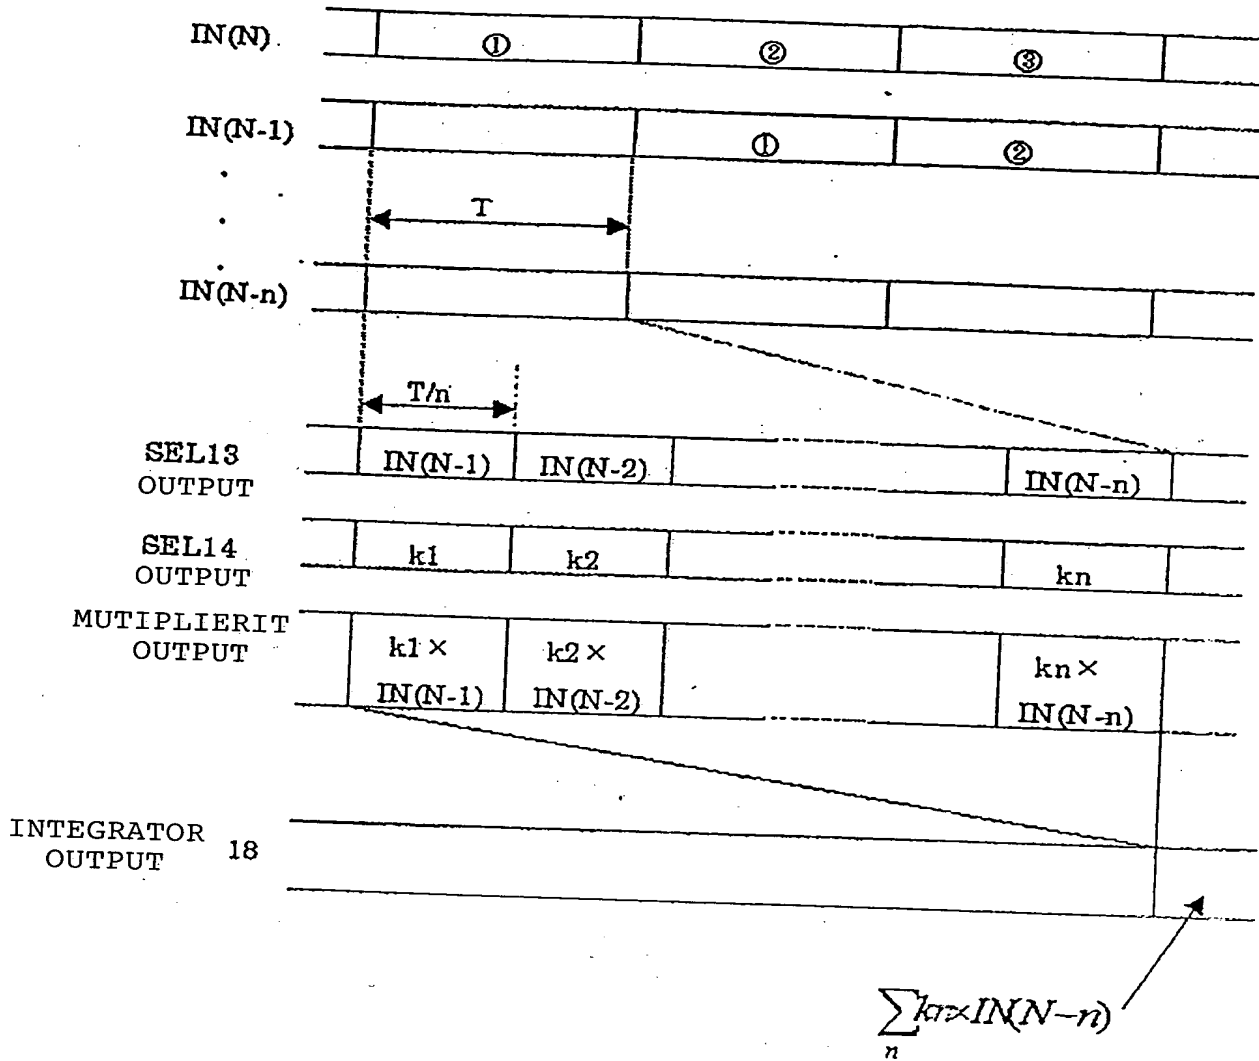 IN(N)
① ② ③
IN(N-1)
① ②
T
IN(N-n)
T/n
SEL13
OUTPUT
IN(N-1) IN(N-2) IN(N-n)
SEL14
OUTPUT
k1 k2 kn
MUTIPLIERIT
OUTPUT
k1 × k2 × kn ×
IN(N-1) IN(N-2) IN(N-n)
INTEGRATOR 18
OUTPUT
∑kn×IN(N-n)
n